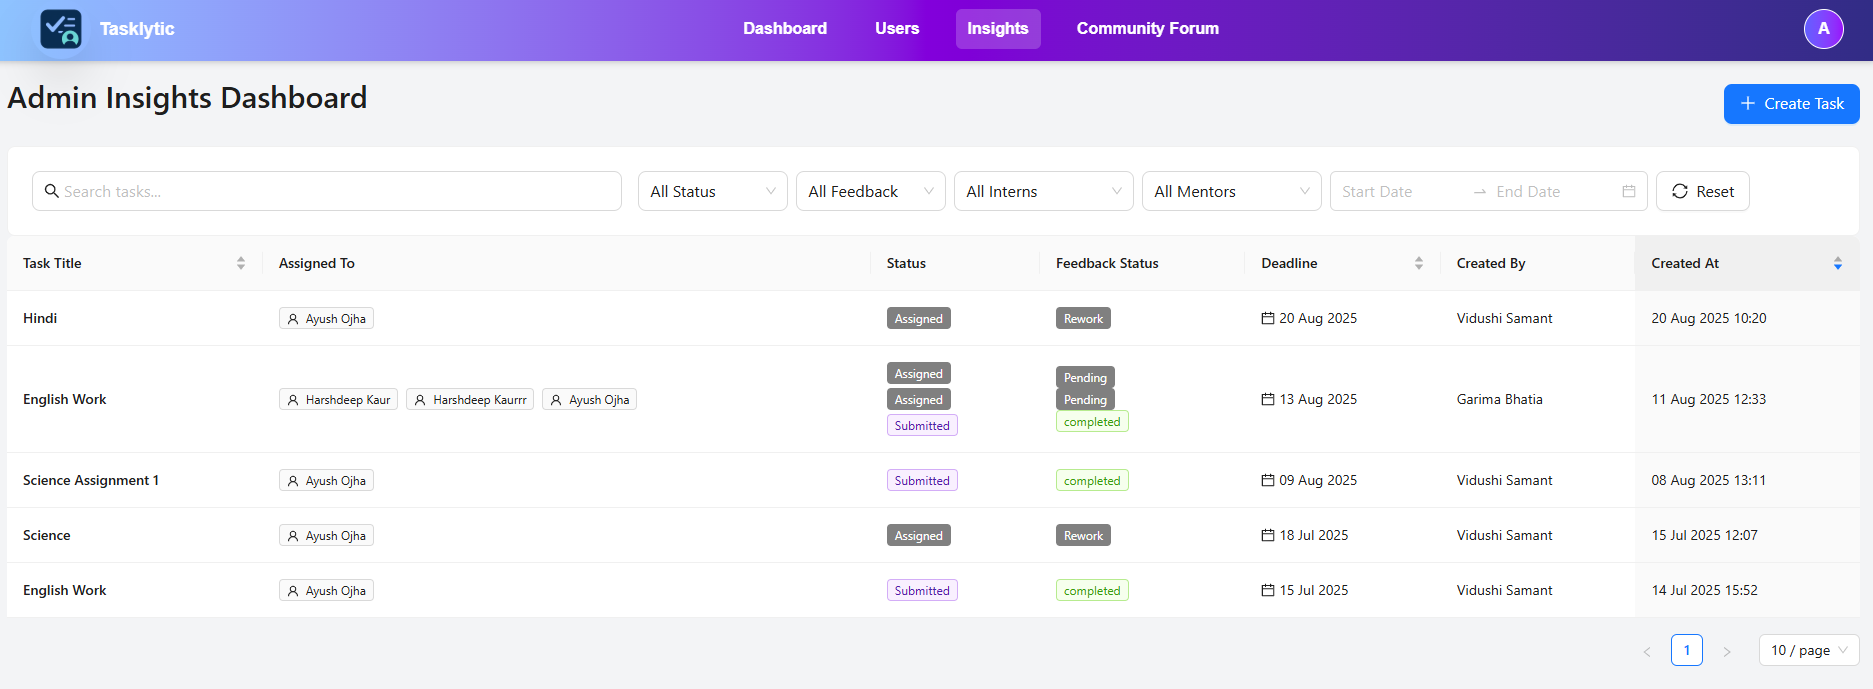 Tasklytic Dashboard Users Insights Community Forum A
Admin Insights Dashboard
Create Task
Search tasks... All Status All Feedback All Interns All Mentors Start Date End Date Reset
Task Title Assigned To Status Feedback Status Deadline Created By Created At
Hindi Ayush Ojha Assigned Rework 20 Aug 2025 Vidushi Samant 20 Aug 2025 10:20
Assigned Pending
English Work Harshdeep Kaur Harshdeep Kaurrr Ayush Ojha Assigned Pending 13 Aug 2025 Garima Bhatia 11 Aug 2025 12:33
Submitted completed
Science Assignment 1 Ayush Ojha Submitted completed 09 Aug 2025 Vidushi Samant 08 Aug 2025 13:11
Science Ayush Ojha Assigned Rework 18 Jul 2025 Vidushi Samant 15 Jul 2025 12:07
English Work Ayush Ojha Submitted completed 15 Jul 2025 Vidushi Samant 14 Jul 2025 15:52
1 10 / page